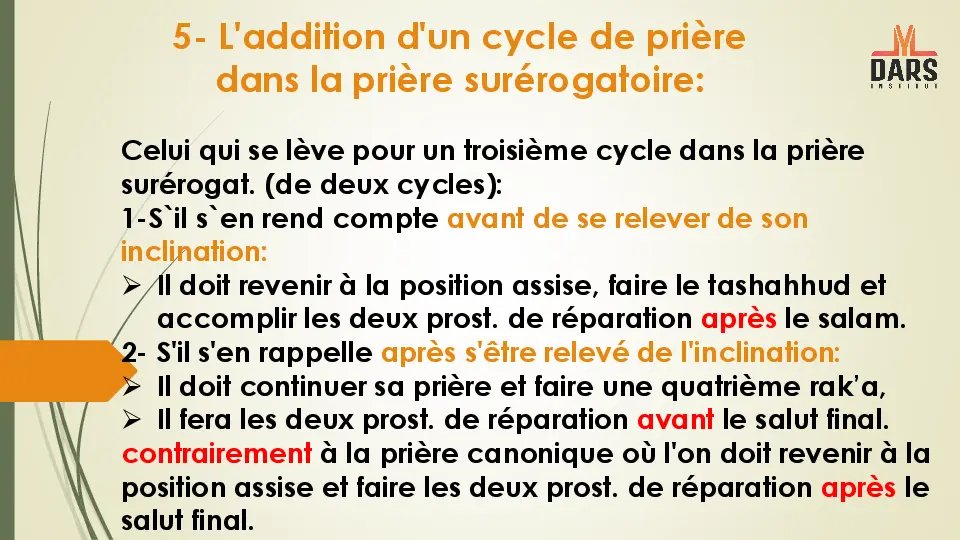 5- L'addition d'un cycle de prière
dans la prière surérogatoire:
DARS
INSTITUT
Celui qui se lève pour un troisième cycle dans la prière
surérogat. (de deux cycles):
1-S`il s`en rend compte avant de se relever de son
inclination:
➢ Il doit revenir à la position assise, faire le tashahhud et
accomplir les deux prost. de réparation après le salam.
2- S'il s'en rappelle après s'être relevé de l'inclination:
➢ Il doit continuer sa prière et faire une quatrième rak’a,
➢ Il fera les deux prost. de réparation avant le salut final.
contrairement à la prière canonique où l'on doit revenir à la
position assise et faire les deux prost. de réparation après le
salut final.